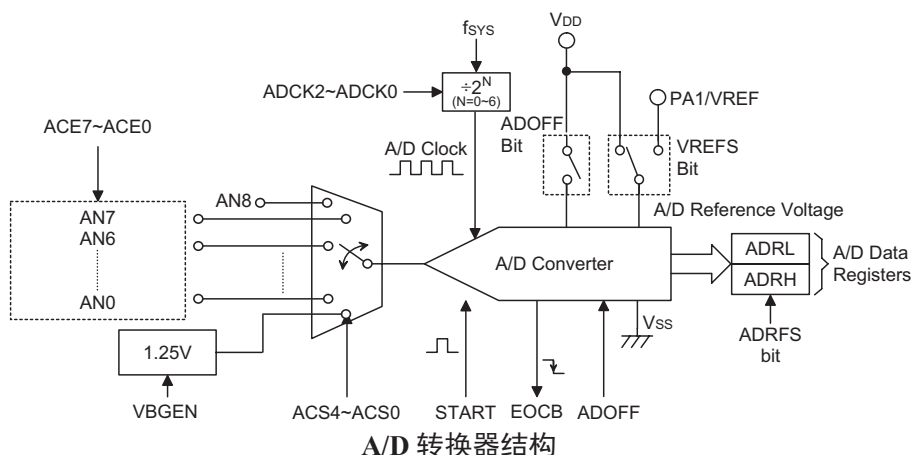 fSYS
VDD
ADCK2~ADCK0
÷2N
(N=0~6)
PA1/VREF
ADOFF
Bit
VREFS
Bit
ACE7~ACE0
A/D Clock
AN8
A/D Reference Voltage
AN7
AN6
AN0
A/D Converter
ADRL
ADRH
A/D Data
Registers
VSS
ADRFS
bit
1.25V
VBGEN
ACS4~ACS0
START
EOCB
ADOFF
A/D 转换器结构